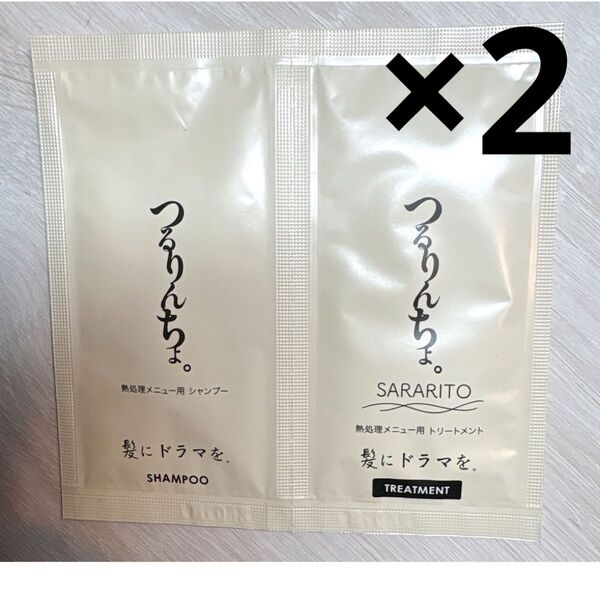 ×2
つるりんちょ。
熱処理メニュー用 シャンプー
髪にドラマを。
SHAMPOO
つるりんちょ。
SARARITO
熱処理メニュー用 トリートメント
髪にドラマを。
TREATMENT